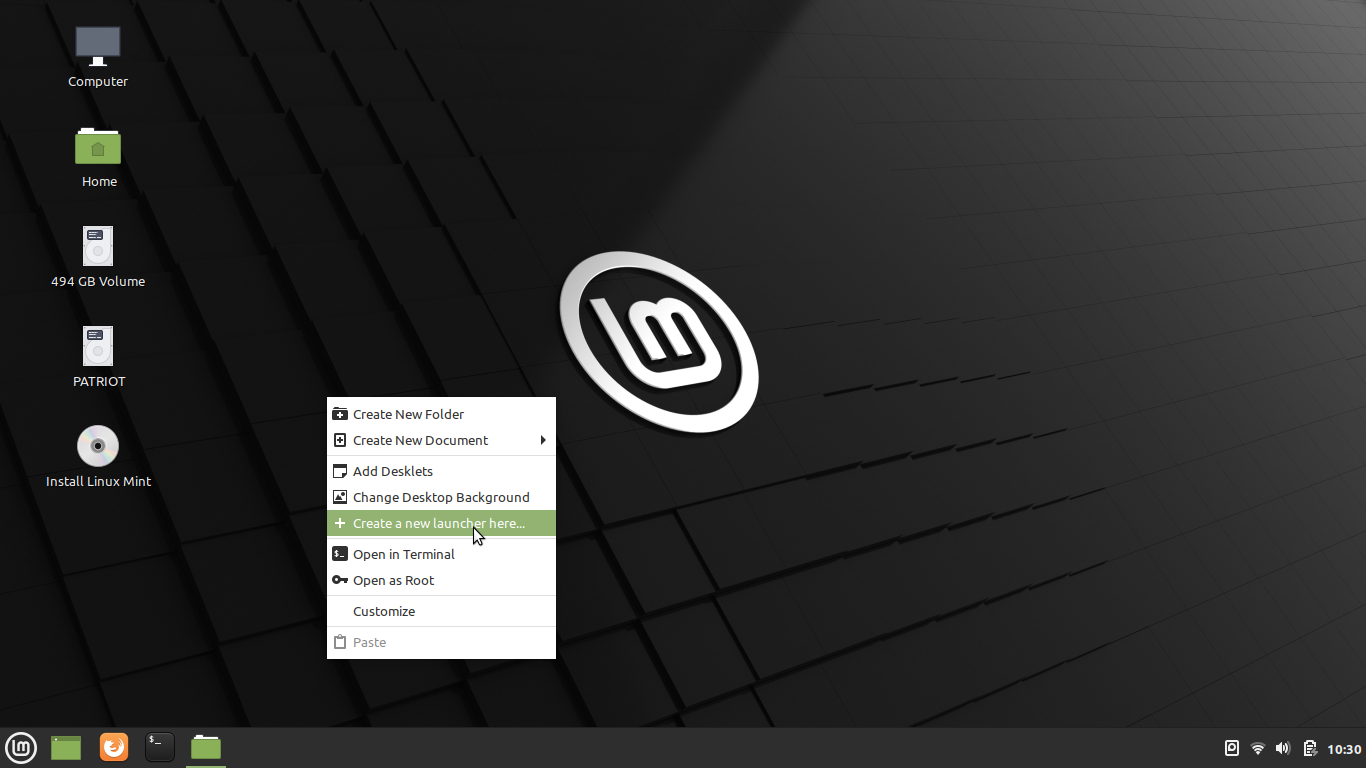 Computer
Home
494 GB Volume
PATRIOT
Install Linux Mint
Create New Folder
Create New Document
Add Desklets
Change Desktop Background
Create a new launcher here...
Open in Terminal
Open as Root
Customize
Paste
$_
10:30